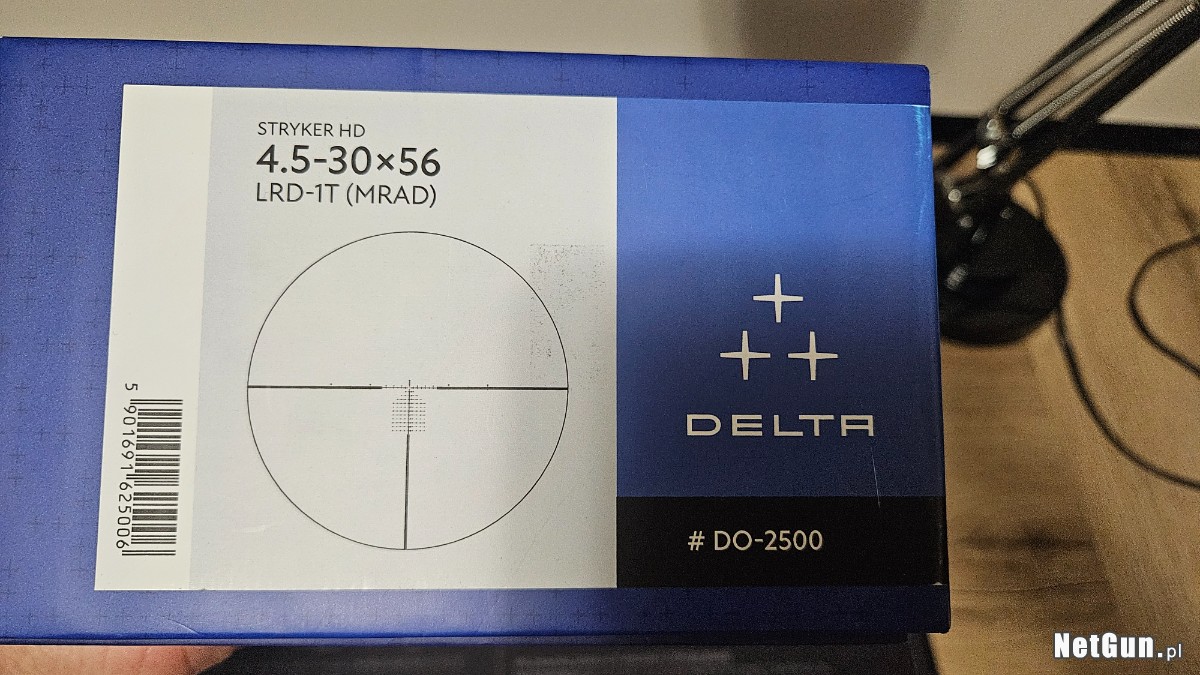 STRYKER HD
4.5-30×56
LRD-1T (MRAD)
5 901691 625006
DELTA
# DO-2500
NetGun.pl